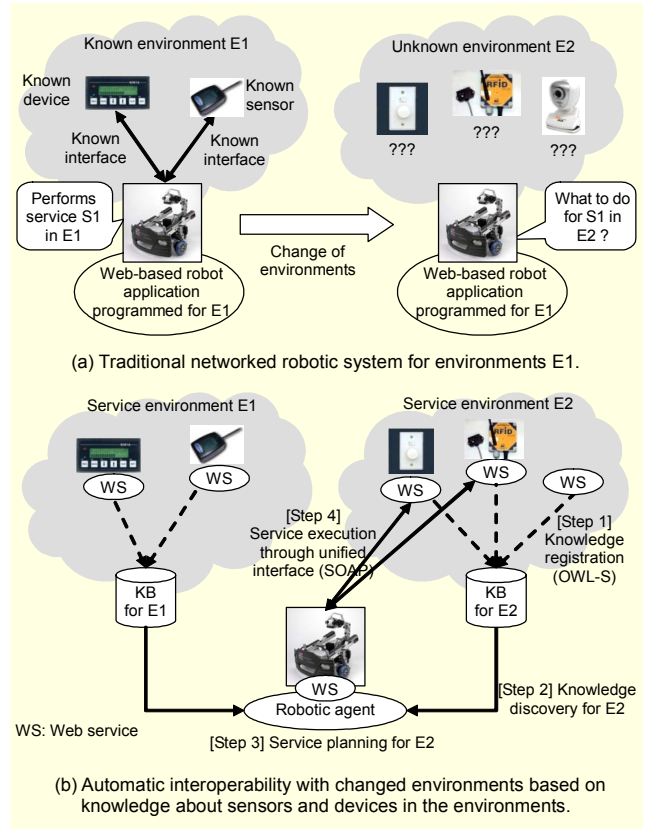 Known environment E1
Unknown environment E2
Known
device
Known
sensor
Known
interface
Known
interface
RFiD
???
???
???
Performs
service S1
in E1
What to do
for S1 in
E2 ?
Change of
environments
Web-based robot
application
programmed for E1
Web-based robot
application
programmed for E1
(a) Traditional networked robotic system for environments E1.
Service environment E1
Service environment E2
RFiD
WS
WS
WS
WS
WS
[Step 4]
Service execution
through unified
interface (SOAP)
[Step 1]
Knowledge
registration
(OWL-S)
KB
for E1
KB
for E2
WS
Robotic agent
[Step 2] Knowledge
discovery for E2
WS: Web service
[Step 3] Service planning for E2
(b) Automatic interoperability with changed environments based on
knowledge about sensors and devices in the environments.